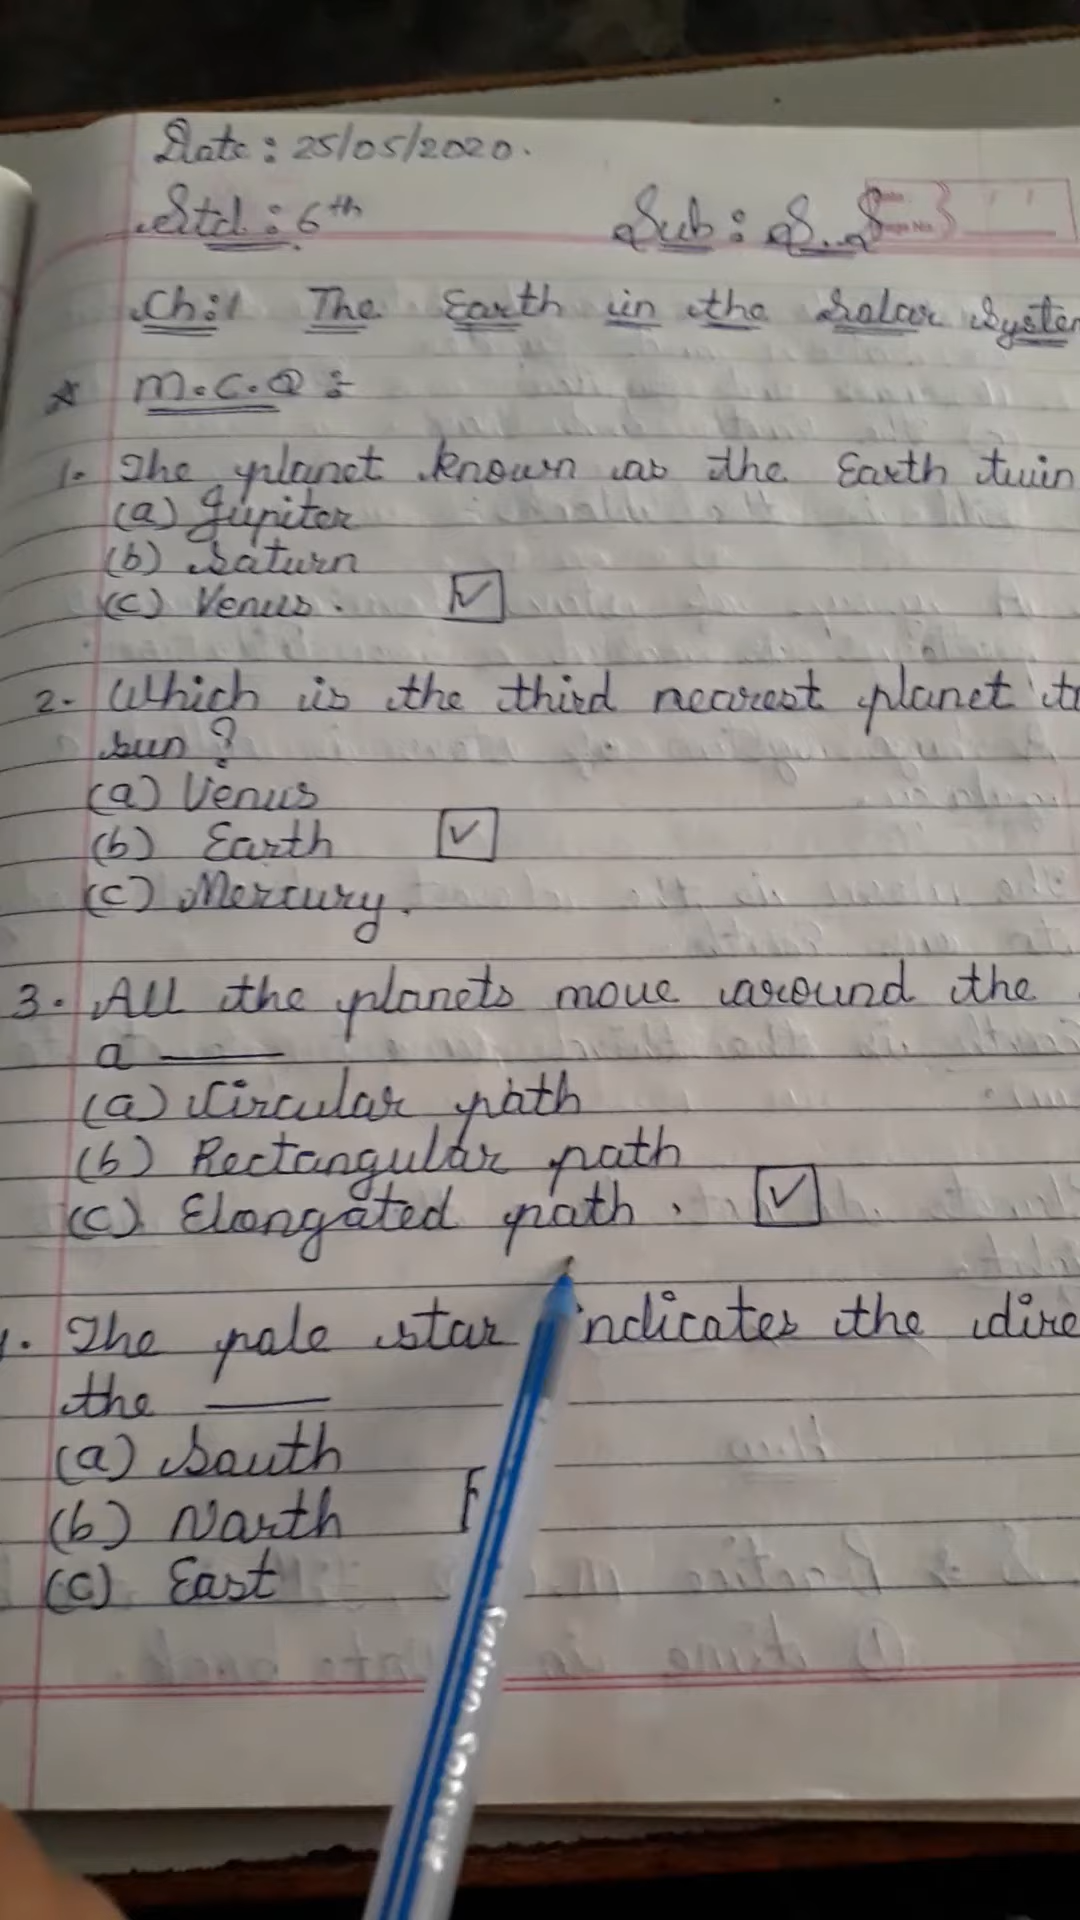 Date: 25/05/2020.
Std: 6th Sub: S.S
Ch:1 The Earth in the Solar System
M.C.Q :-
1. The planet known as the Earth twin
(a) Jupiter
(b) Saturn
(c) Venus.
2. Which is the third nearest planet to
sun ?
(a) Venus
(b) Earth
(c) Mercury.
3. All the planets move around the
a ____
(a) Circular path
(b) Rectangular path
(c) Elongated path.
The pole star indicates the dire
the ____
(a) South
(b) North
(c) East